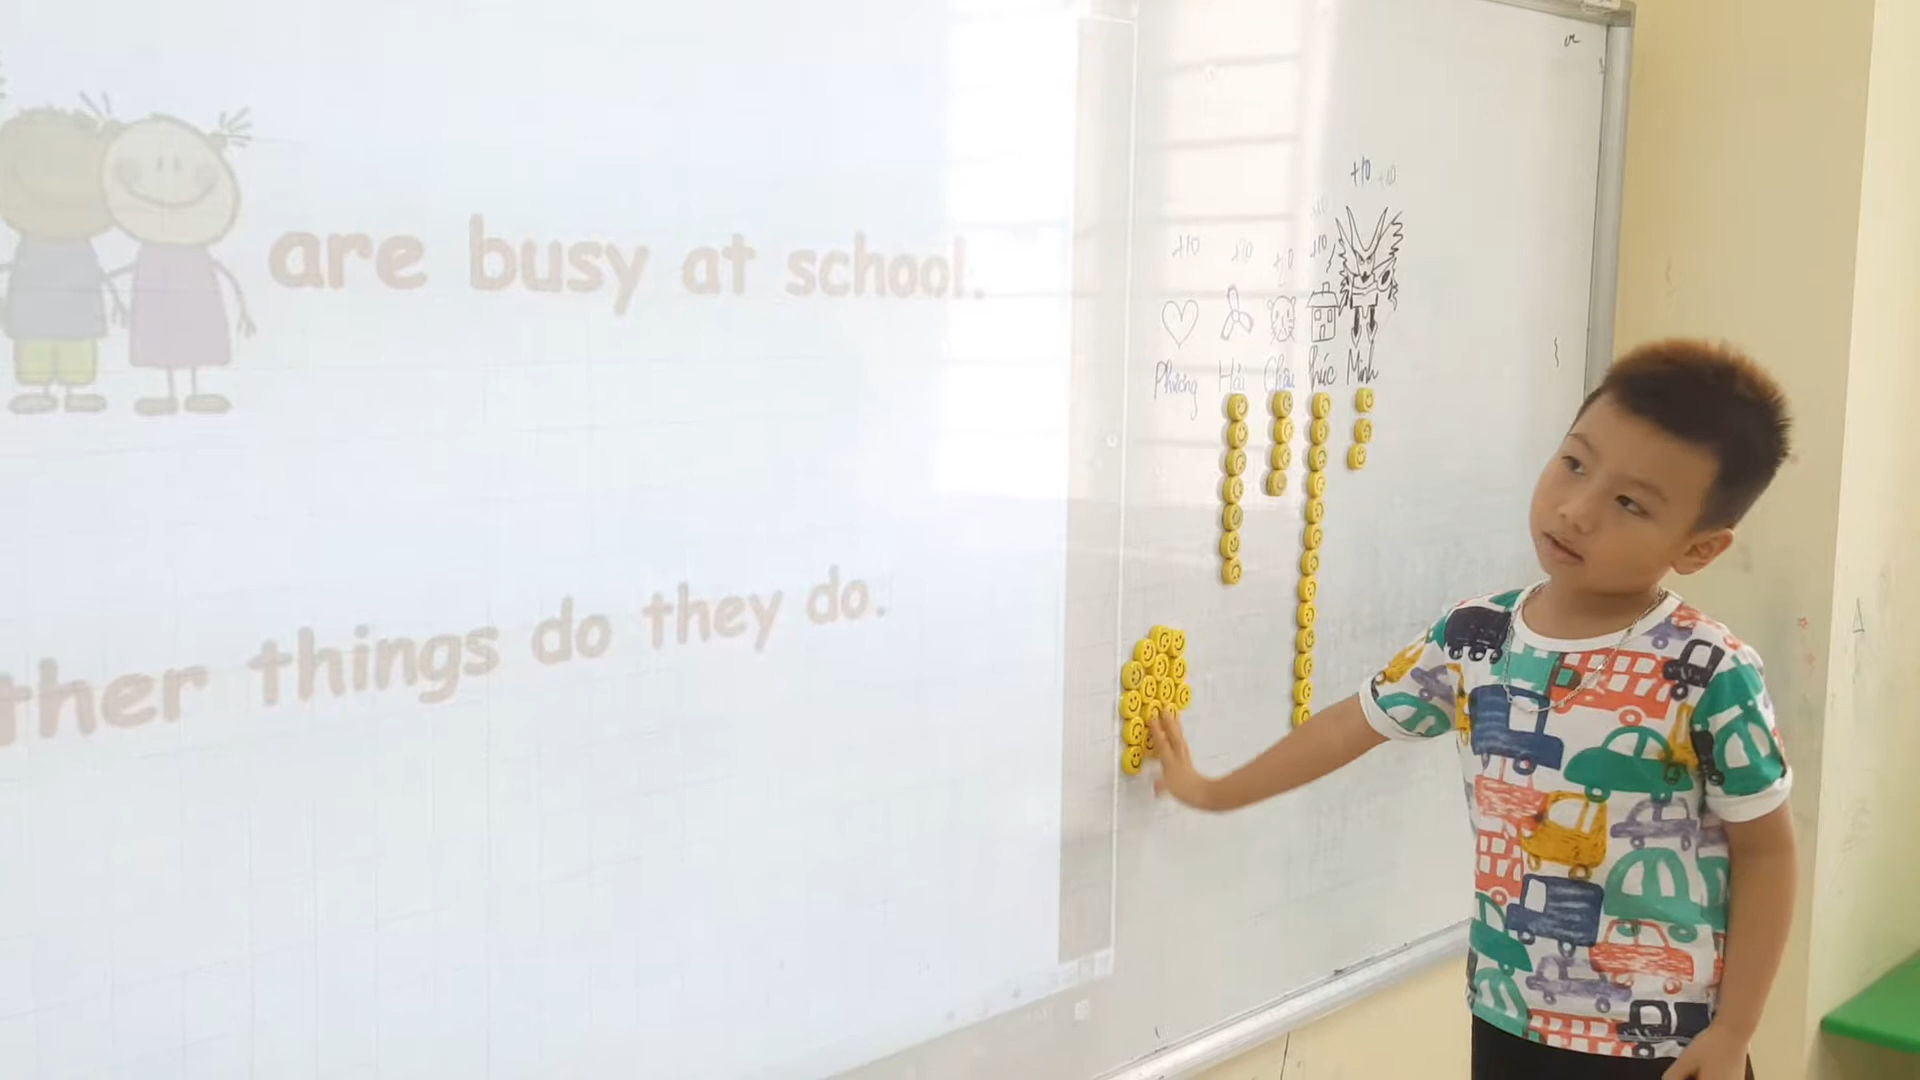 are busy at school.
ther things do they do.
+10 +10
+10 +10 +10 +10
Phương Hải Châu Phúc Minh